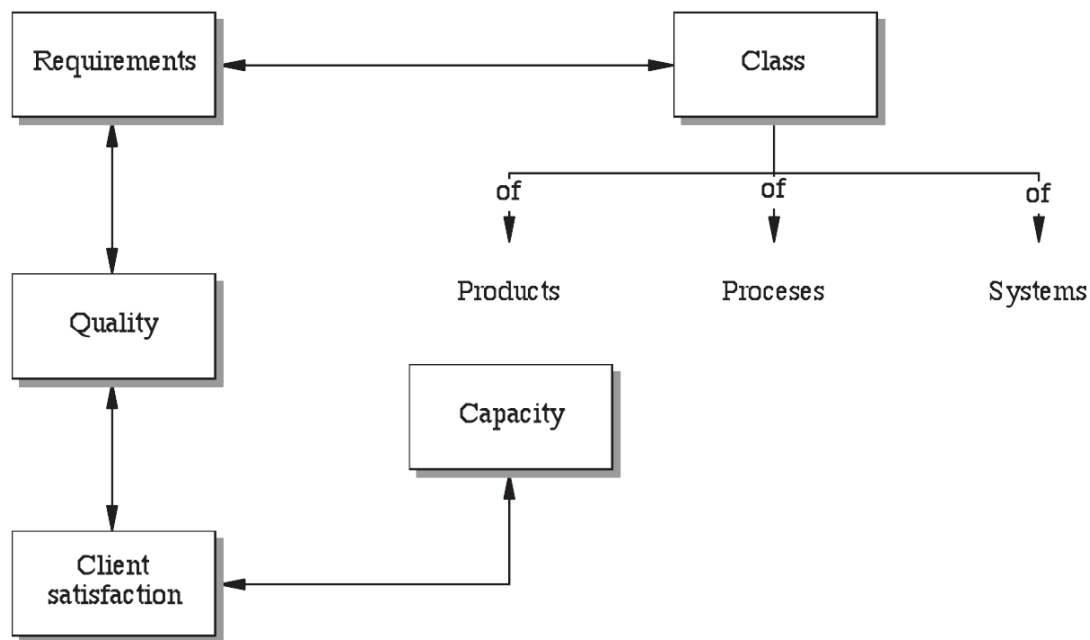 Requirements
Class
of
of
of
Products
Proceses
Systems
Quality
Capacity
Client
satisfaction